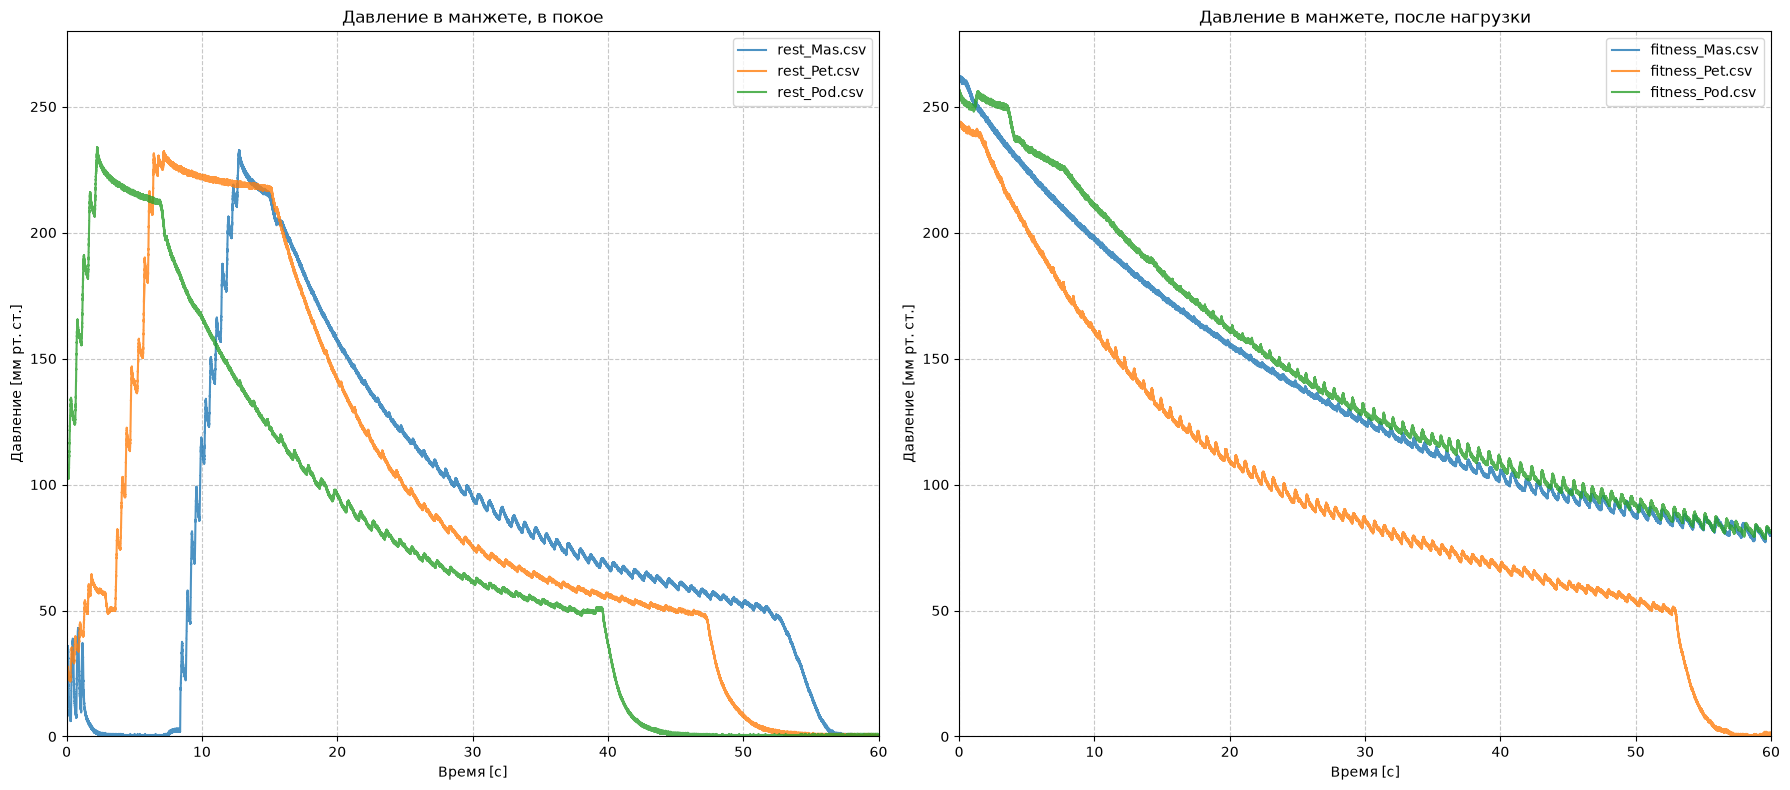 Давление в манжете, в покое
250
200
150
100
50
0
Давление [мм рт. ст.]
rest_Mas.csv
rest_Pet.csv
rest_Pod.csv
0 10 20 30 40 50 60
Время [с]
Давление в манжете, после нагрузки
250
200
150
100
50
0
Давление [мм рт. ст.]
fitness_Mas.csv
fitness_Pet.csv
fitness_Pod.csv
0 10 20 30 40 50 60
Время [с]